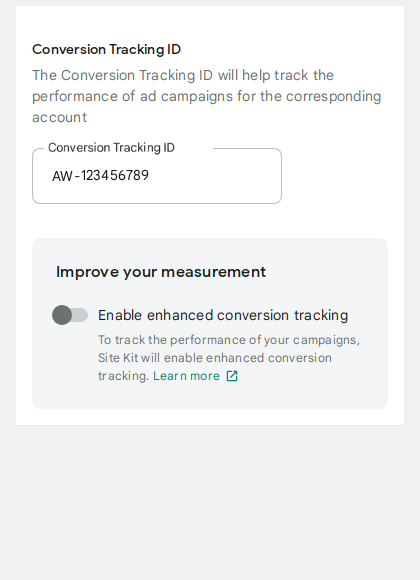 Conversion Tracking ID
The Conversion Tracking ID will help track the
performance of ad campaigns for the corresponding
account
Conversion Tracking ID
AW-123456789
Improve your measurement
Enable enhanced conversion tracking
To track the performance of your campaigns,
Site Kit will enable enhanced conversion
tracking. Learn more